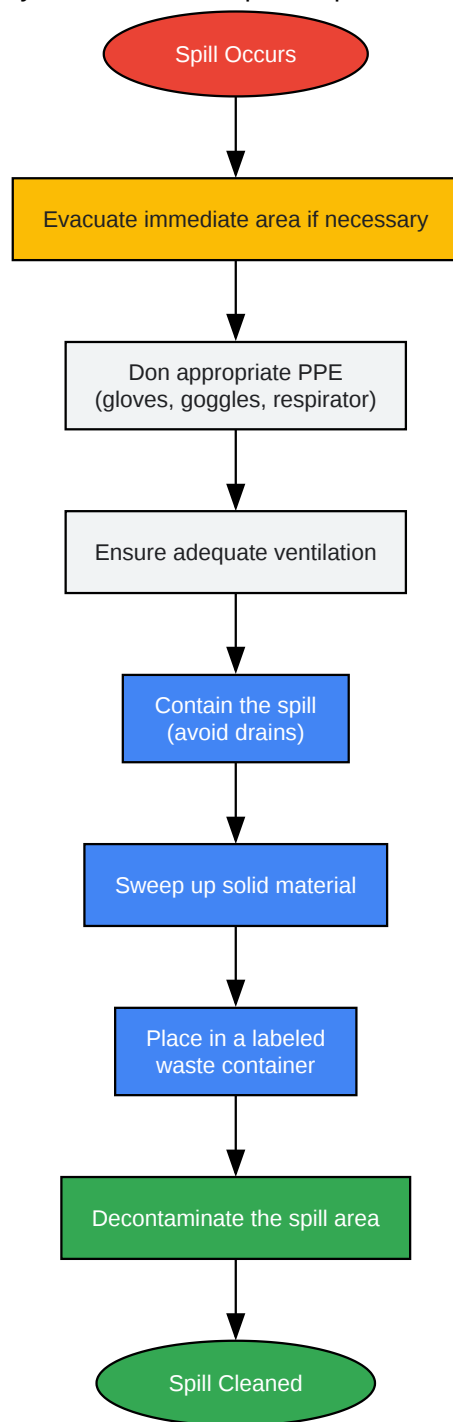 Spill Occurs
Evacuate immediate area if necessary
Don appropriate PPE
(gloves, goggles, respirator)
Ensure adequate ventilation
Contain the spill
(avoid drains)
Sweep up solid material
Place in a labeled
waste container
Decontaminate the spill area
Spill Cleaned